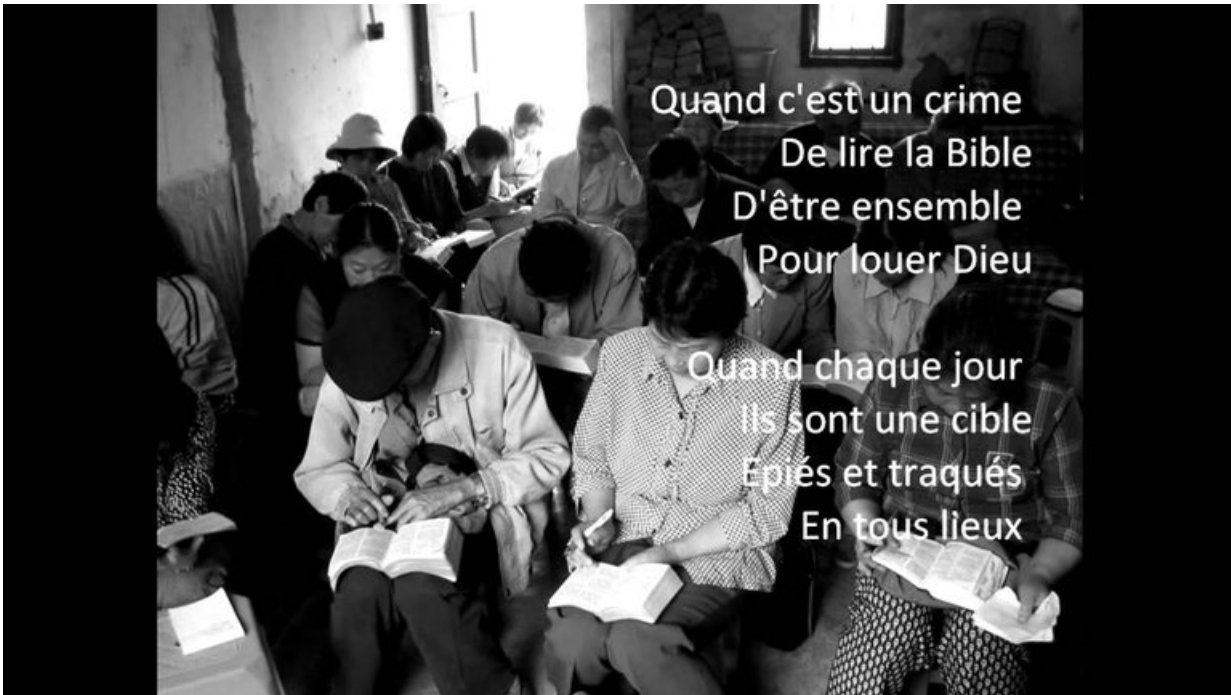 Quand c'est un crime
De lire la Bible
D'être ensemble
Pour louer Dieu
Quand chaque jour
Ils sont une cible
Epiés et traqués
En tous lieux